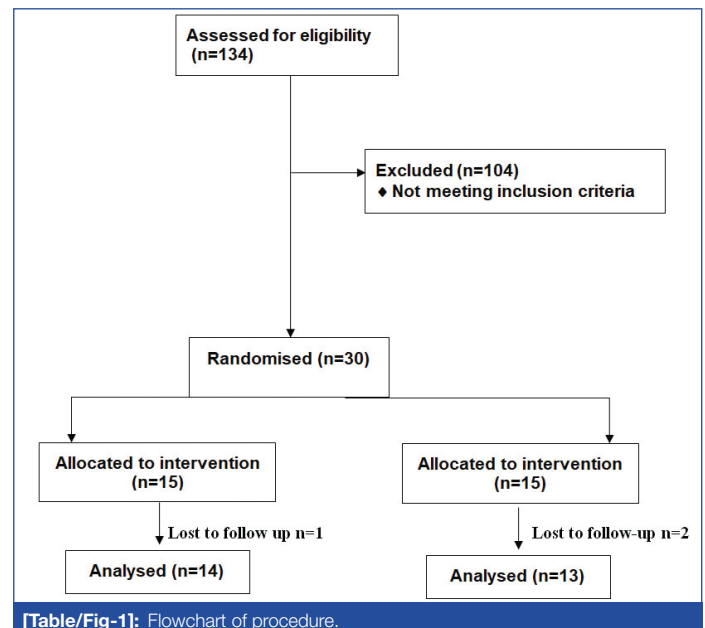 Assessed for eligibility
(n=134)
Excluded (n=104)
♦ Not meeting inclusion criteria
Randomised (n=30)
Allocated to intervention
(n=15)
Allocated to intervention
(n=15)
Lost to follow up n=1
Lost to follow-up n=2
Analysed (n=14)
Analysed (n=13)
[Table/Fig-1]: Flowchart of procedure.